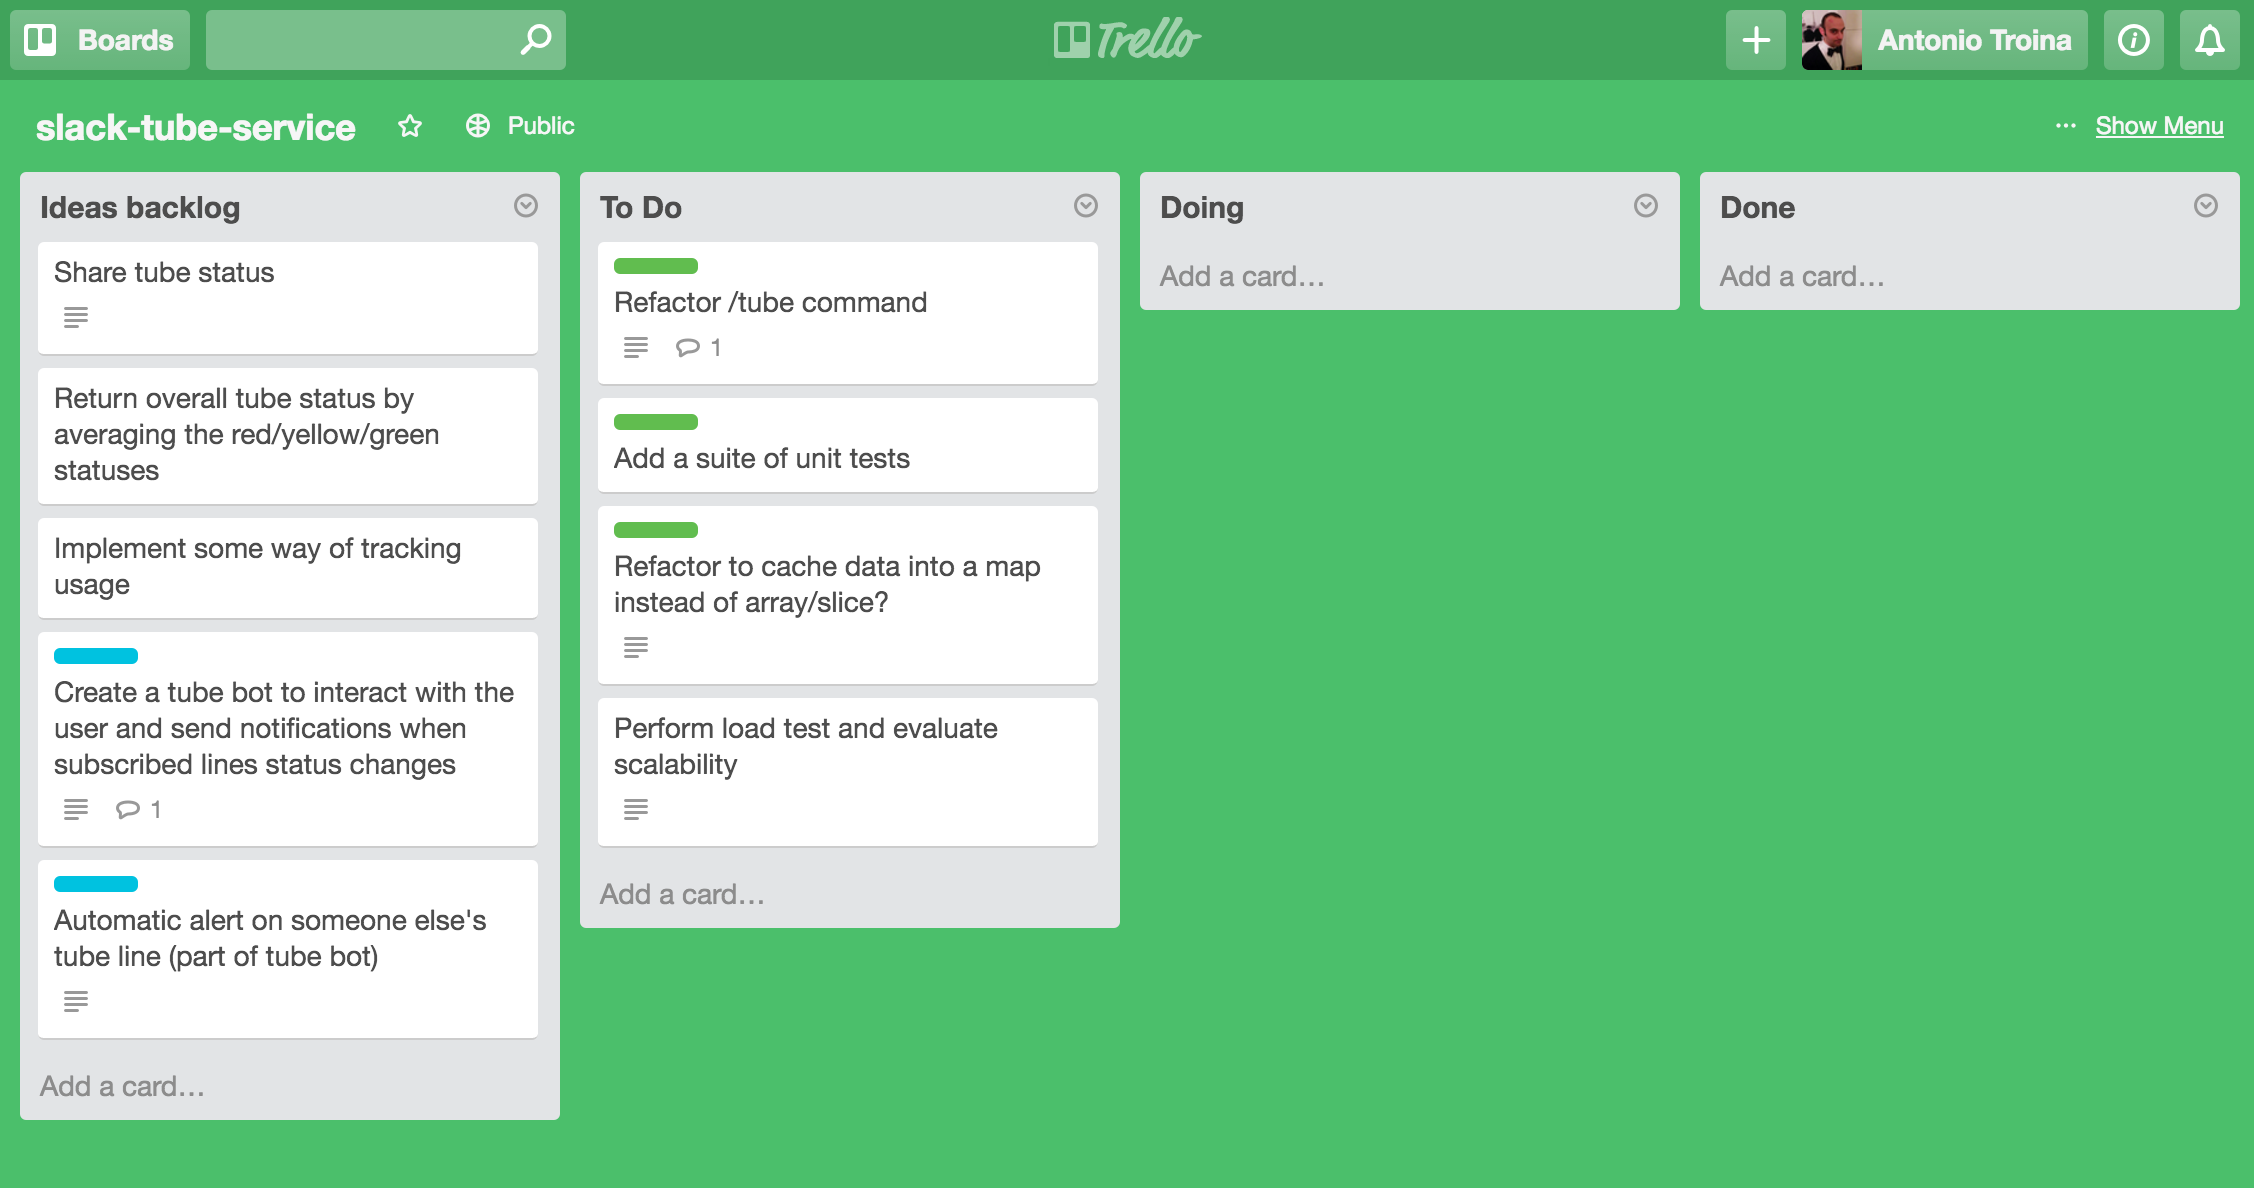 Boards
Trello
Antonio Troina
slack-tube-service
Public
··· Show Menu
Ideas backlog
Share tube status
Return overall tube status by
averaging the red/yellow/green
statuses
Implement some way of tracking
usage
Create a tube bot to interact with the
user and send notifications when
subscribed lines status changes
1
Automatic alert on someone else's
tube line (part of tube bot)
Add a card…
To Do
Refactor /tube command
1
Add a suite of unit tests
Refactor to cache data into a map
instead of array/slice?
Perform load test and evaluate
scalability
Add a card…
Doing
Add a card…
Done
Add a card…